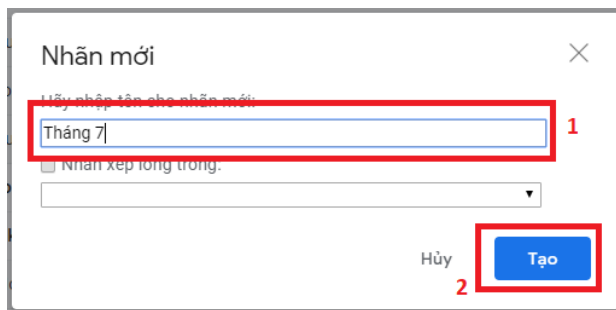 Nhãn mới
Hãy nhập tên cho nhãn mới:
Tháng 7
1
Nhãn xếp lồng trong:
Hủy
Tạo
2